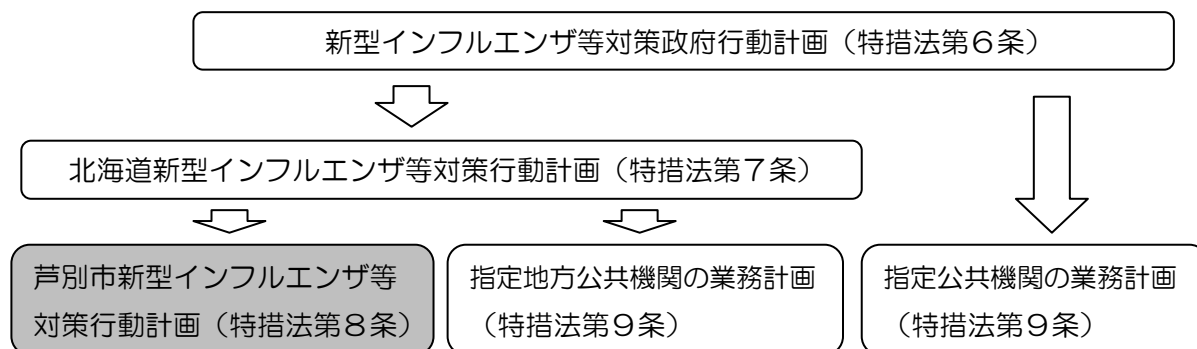 新型インフルエンザ等対策政府行動計画（特措法第６条）
北海道新型インフルエンザ等対策行動計画（特措法第７条）
芦別市新型インフルエンザ等
対策行動計画（特措法第８条）
指定地方公共機関の業務計画
（特措法第９条）
指定公共機関の業務計画
（特措法第９条）